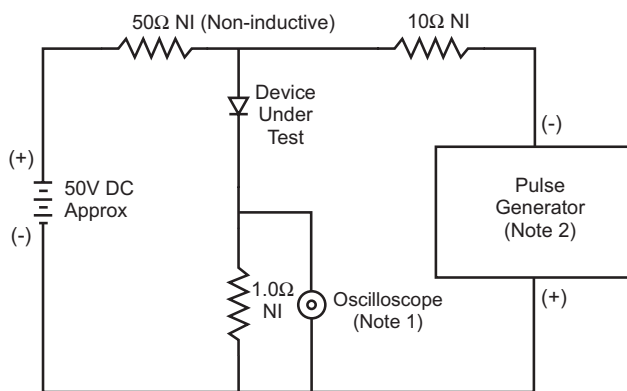 50Ω NI (Non-inductive)
10Ω NI
Device
Under
Test
(+)
50V DC
Approx
(-)
(-)
Pulse
Generator
(Note 2)
(+)
1.0Ω
NI
Oscilloscope
(Note 1)